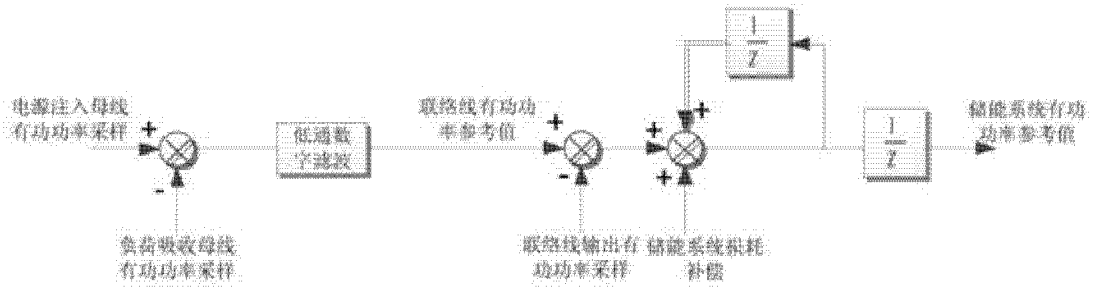 电源注入母线
有功功率采样
+
-
负荷吸收母线
有功功率采样
低通数
字滤波
联络线有功功
率参考值
+
-
联络线输出有
功功率采样
+
+
+
储能系统损耗
补偿
1
Z
1
Z
储能系统有功
功率参考值